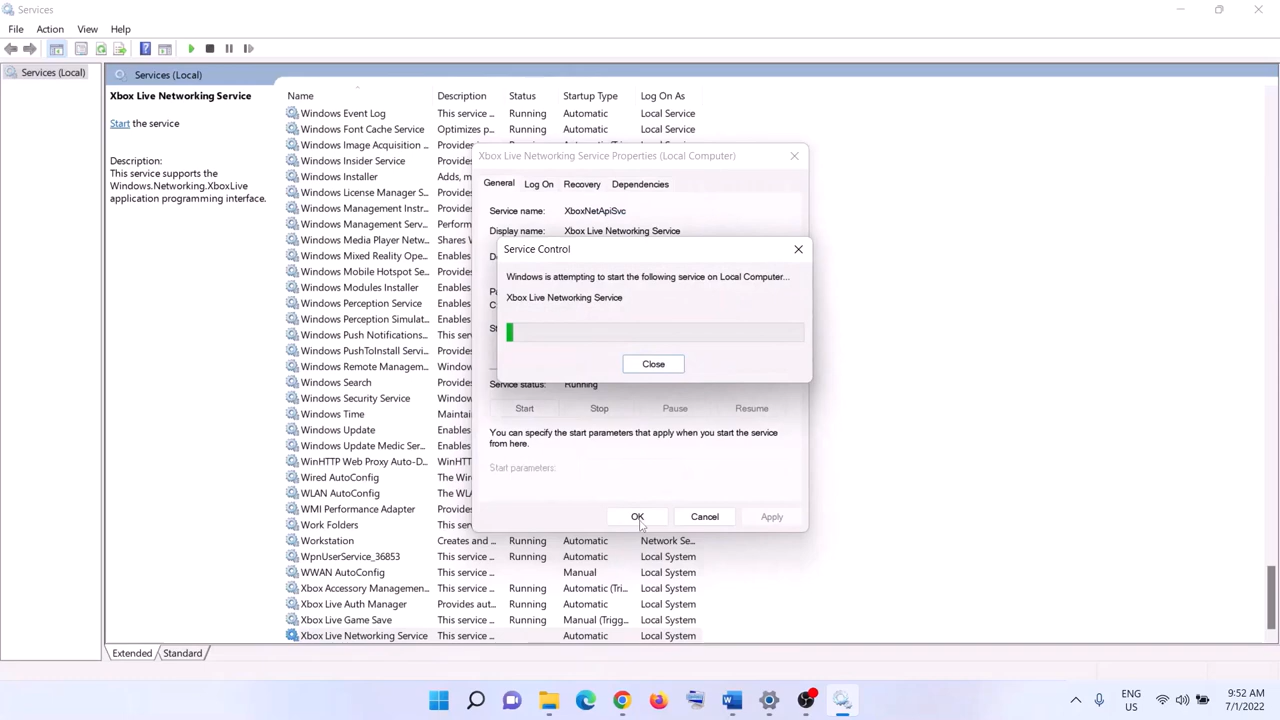 Services
File Action View Help
Services (Local)
Services (Local)
Xbox Live Networking Service
Start the service
Description:
This service supports the
Windows.Networking.XboxLive
application programming interface.
Name Description Status Startup Type Log On As
Windows Event Log This service ... Running Automatic Local Service
Windows Font Cache Service Optimizes p... Running Automatic Local Service
Windows Image Acquisition ... Provides
Windows Insider Service Provides
Windows Installer Adds, m
Windows License Manager S... Provides
Windows Management Instr... Provides
Windows Management Serv... Provides
Windows Media Player Netw... Shares W
Windows Mixed Reality Ope... Enables
Windows Mobile Hotspot Se... Provides
Windows Modules Installer Enables
Windows Perception Service Enables
Windows Perception Simulat... Enables
Windows Push Notifications... This serv
Windows PushToInstall Servi... Provides
Windows Remote Managem... Windows
Windows Search Provides
Windows Security Service Windows
Windows Time Maintai
Windows Update Enables
Windows Update Medic Ser... Enables
WinHTTP Web Proxy Auto-D... WinHTT
Wired AutoConfig The Wire
WLAN AutoConfig The WLA
WMI Performance Adapter Provides
Work Folders This serv
Workstation Creates and ... Running Automatic Network Se...
WpnUserService_36853 This service ... Running Automatic Local System
WWAN AutoConfig This service ... Manual Local System
Xbox Accessory Managemen... This service ... Running Automatic (Tri... Local System
Xbox Live Auth Manager Provides aut... Running Automatic Local System
Xbox Live Game Save This service ... Running Manual (Trigg... Local System
Xbox Live Networking Service This service ... Automatic Local System
Extended Standard
Xbox Live Networking Service Properties (Local Computer)
General Log On Recovery Dependencies
Service name: XboxNetApiSvc
Display name: Xbox Live Networking Service
Service Control
Windows is attempting to start the following service on Local Computer...
Xbox Live Networking Service
Close
Service status: Running
Start Stop Pause Resume
You can specify the start parameters that apply when you start the service
from here.
Start parameters:
OK Cancel Apply
ENG
US
9:52 AM
7/1/2022